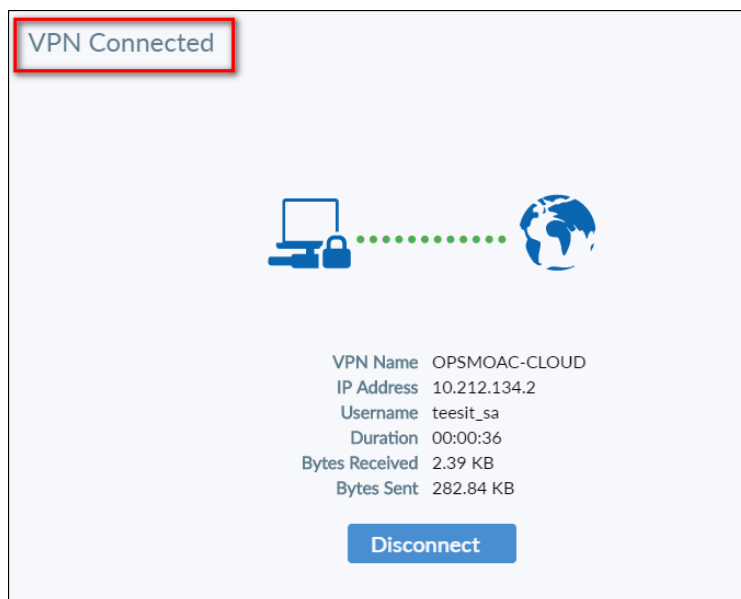 VPN Connected
VPN Name OPSMOAC-CLOUD
IP Address 10.212.134.2
Username teesit_sa
Duration 00:00:36
Bytes Received 2.39 KB
Bytes Sent 282.84 KB
Disconnect